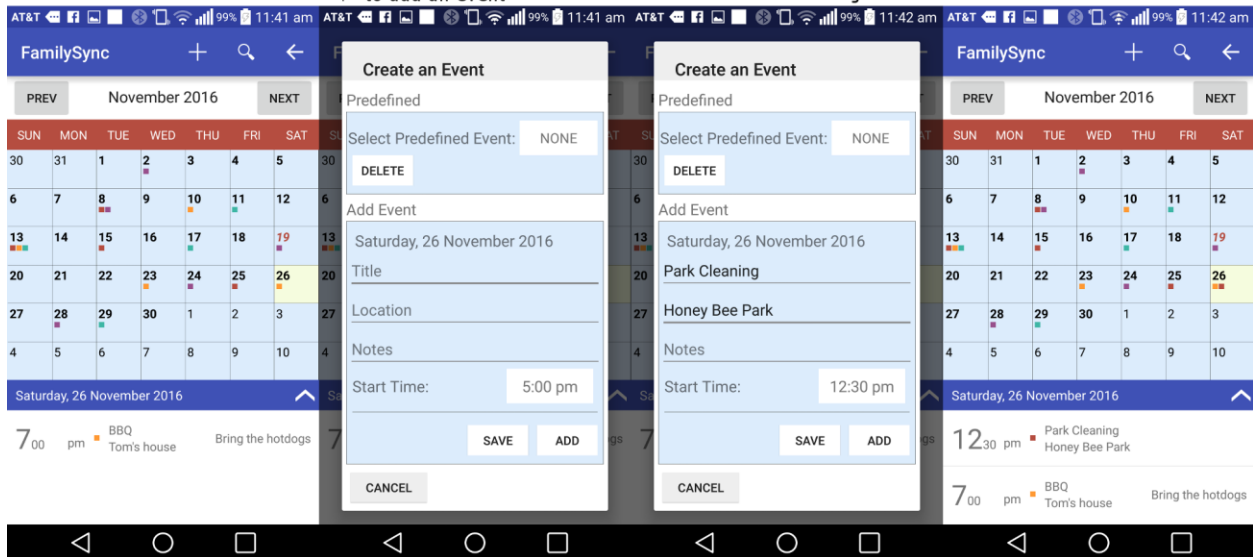 to add an event
AT&T 99% 11:41 am
FamilySync
PREV November 2016 NEXT
SUN MON TUE WED THU FRI SAT
30 31 1 2 3 4 5
6 7 8 9 10 11 12
13 14 15 16 17 18 19
20 21 22 23 24 25 26
27 28 29 30 1 2 3
4 5 6 7 8 9 10
Saturday, 26 November 2016
7 00 pm BBQ Bring the hotdogs
Tom's house
AT&T 99% 11:41 am
Create an Event
Predefined
Select Predefined Event: NONE
DELETE
Add Event
Saturday, 26 November 2016
Title
Location
Notes
Start Time: 5:00 pm
SAVE ADD
CANCEL
AT&T 99% 11:42 am
Create an Event
Predefined
Select Predefined Event: NONE
DELETE
Add Event
Saturday, 26 November 2016
Park Cleaning
Honey Bee Park
Notes
Start Time: 12:30 pm
SAVE ADD
CANCEL
AT&T 99% 11:42 am
FamilySync
PREV November 2016 NEXT
SUN MON TUE WED THU FRI SAT
30 31 1 2 3 4 5
6 7 8 9 10 11 12
13 14 15 16 17 18 19
20 21 22 23 24 25 26
27 28 29 30 1 2 3
4 5 6 7 8 9 10
Saturday, 26 November 2016
12 30 pm Park Cleaning
Honey Bee Park
7 00 pm BBQ Bring the hotdogs
Tom's house